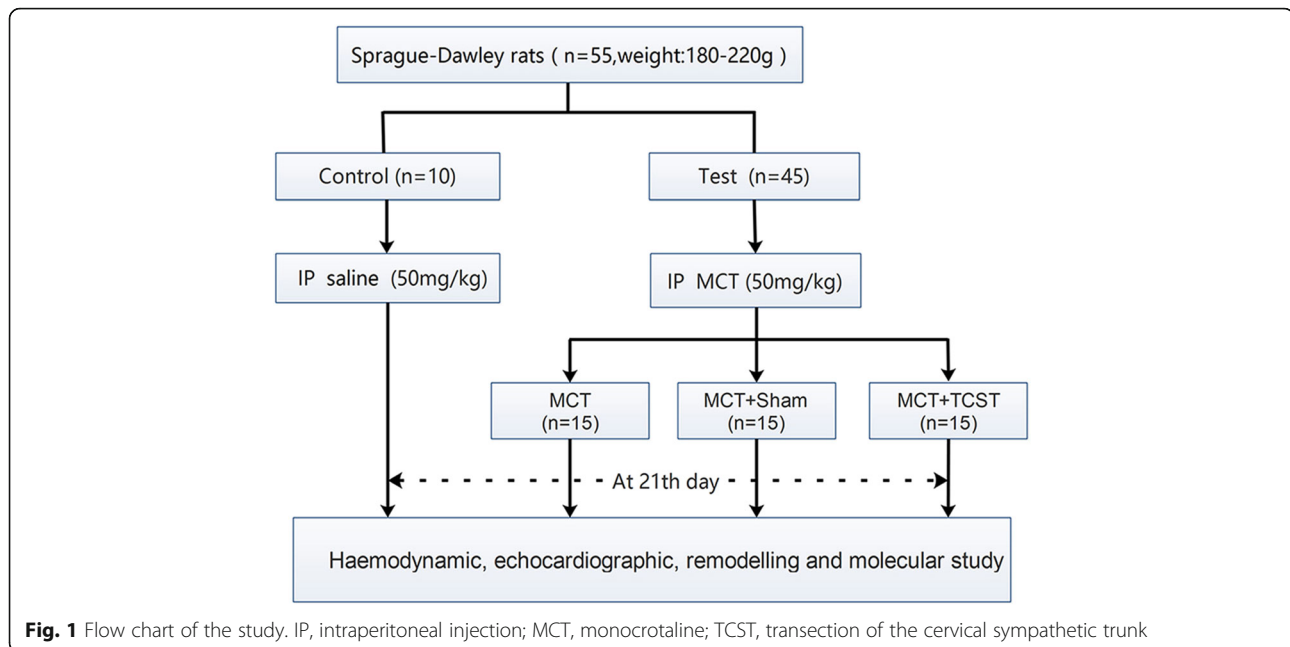 Sprague-Dawley rats ( n=55,weight:180-220g )
Control (n=10)
Test (n=45)
IP saline (50mg/kg)
IP MCT (50mg/kg)
MCT
(n=15)
MCT+Sham
(n=15)
MCT+TCST
(n=15)
At 21th day
Haemodynamic, echocardiographic, remodelling and molecular study
Fig. 1 Flow chart of the study. IP, intraperitoneal injection; MCT, monocrotaline; TCST, transection of the cervical sympathetic trunk